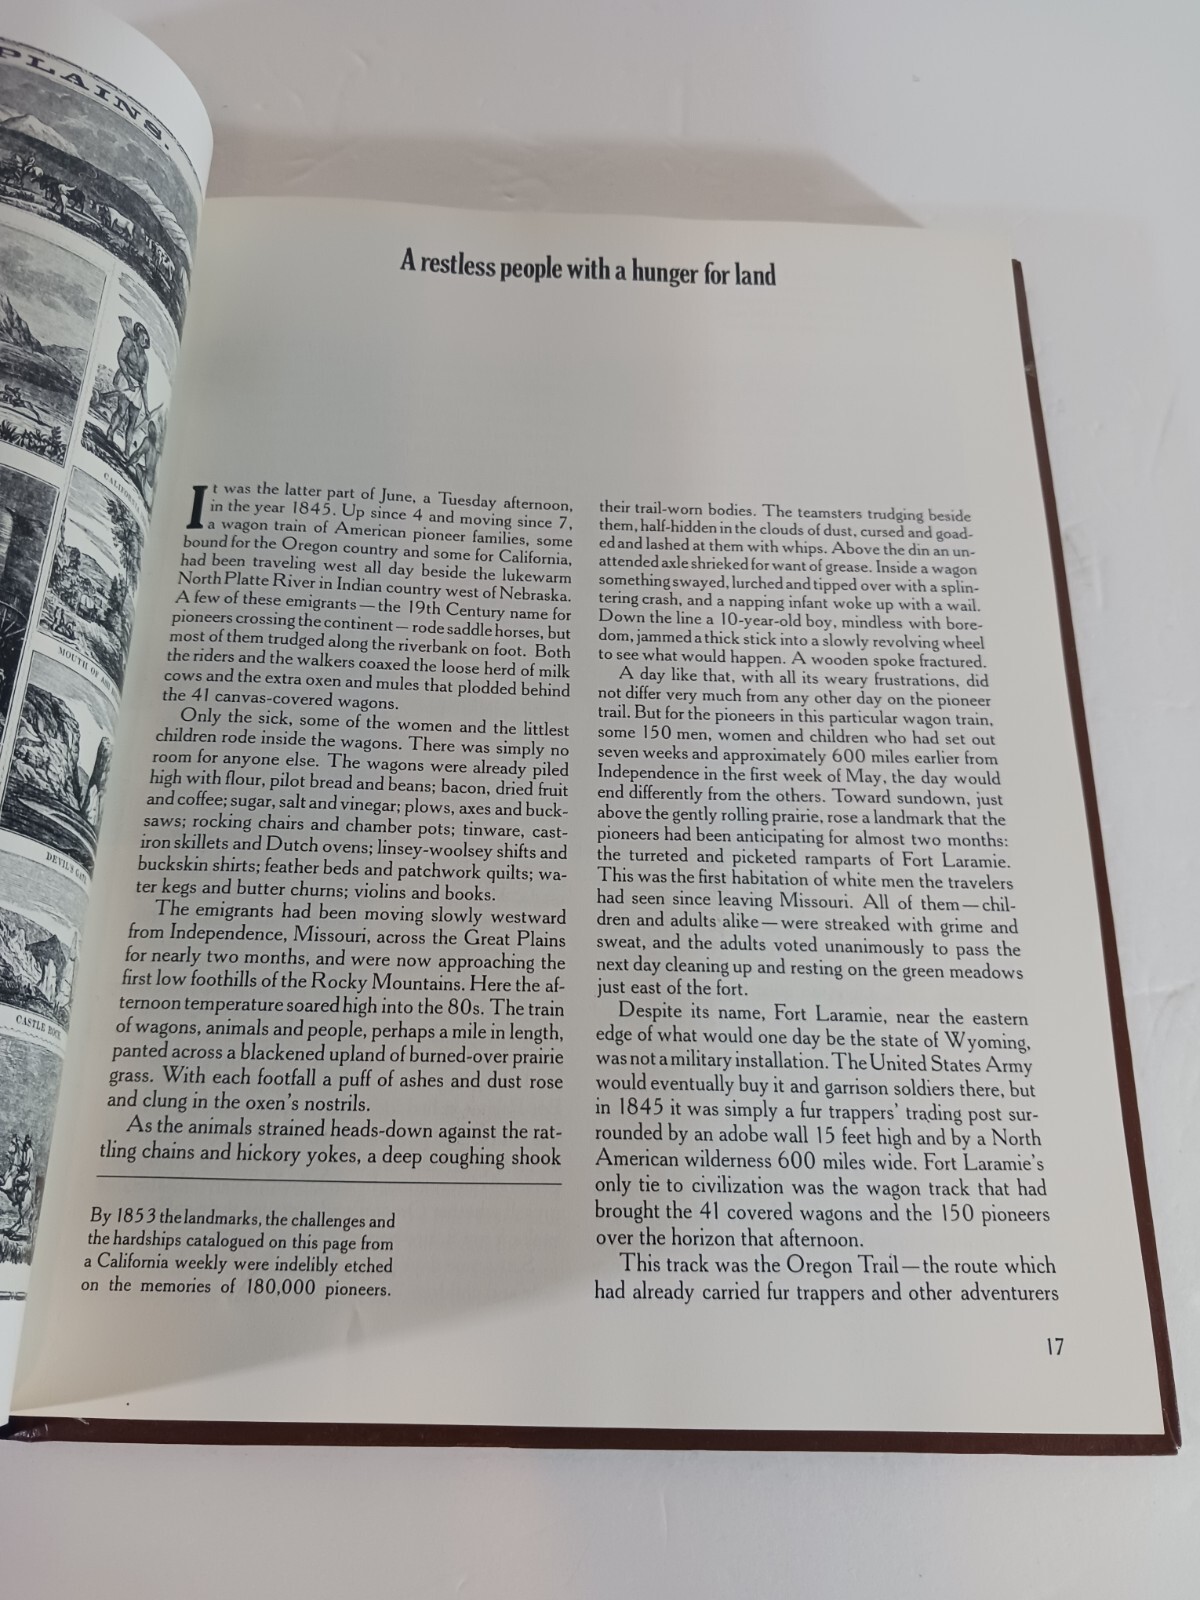 PLAINS.
MOUTH OF ASH
DEVIL'S GATE
CASTLE ROCK
A restless people with a hunger for land
It was the latter part of June, a Tuesday afternoon,
in the year 1845. Up since 4 and moving since 7,
a wagon train of American pioneer families, some
bound for the Oregon country and some for California,
had been traveling west all day beside the lukewarm
North Platte River in Indian country west of Nebraska.
A few of these emigrants—the 19th Century name for
pioneers crossing the continent—rode saddle horses, but
most of them trudged along the riverbank on foot. Both
the riders and the walkers coaxed the loose herd of milk
cows and the extra oxen and mules that plodded behind
the 41 canvas-covered wagons.
Only the sick, some of the women and the littlest
children rode inside the wagons. There was simply no
room for anyone else. The wagons were already piled
high with flour, pilot bread and beans; bacon, dried fruit
and coffee; sugar, salt and vinegar; plows, axes and buck-
saws; rocking chairs and chamber pots; tinware, cast-
iron skillets and Dutch ovens; linsey-woolsey shifts and
buckskin shirts; feather beds and patchwork quilts; wa-
ter kegs and butter churns; violins and books.
The emigrants had been moving slowly westward
from Independence, Missouri, across the Great Plains
for nearly two months, and were now approaching the
first low foothills of the Rocky Mountains. Here the af-
ternoon temperature soared high into the 80s. The train
of wagons, animals and people, perhaps a mile in length,
panted across a blackened upland of burned-over prairie
grass. With each footfall a puff of ashes and dust rose
and clung in the oxen's nostrils.
As the animals strained heads-down against the rat-
tling chains and hickory yokes, a deep coughing shook
By 1853 the landmarks, the challenges and
the hardships catalogued on this page from
a California weekly were indelibly etched
on the memories of 180,000 pioneers.
their trail-worn bodies. The teamsters trudging beside
them, half-hidden in the clouds of dust, cursed and goad-
ed and lashed at them with whips. Above the din an un-
attended axle shrieked for want of grease. Inside a wagon
something swayed, lurched and tipped over with a splin-
tering crash, and a napping infant woke up with a wail.
Down the line a 10-year-old boy, mindless with bore-
dom, jammed a thick stick into a slowly revolving wheel
to see what would happen. A wooden spoke fractured.
A day like that, with all its weary frustrations, did
not differ very much from any other day on the pioneer
trail. But for the pioneers in this particular wagon train,
some 150 men, women and children who had set out
seven weeks and approximately 600 miles earlier from
Independence in the first week of May, the day would
end differently from the others. Toward sundown, just
above the gently rolling prairie, rose a landmark that the
pioneers had been anticipating for almost two months:
the turreted and picketed ramparts of Fort Laramie.
This was the first habitation of white men the travelers
had seen since leaving Missouri. All of them—chil-
dren and adults alike—were streaked with grime and
sweat, and the adults voted unanimously to pass the
next day cleaning up and resting on the green meadows
just east of the fort.
Despite its name, Fort Laramie, near the eastern
edge of what would one day be the state of Wyoming,
was not a military installation. The United States Army
would eventually buy it and garrison soldiers there, but
in 1845 it was simply a fur trappers' trading post sur-
rounded by an adobe wall 15 feet high and by a North
American wilderness 600 miles wide. Fort Laramie's
only tie to civilization was the wagon track that had
brought the 41 covered wagons and the 150 pioneers
over the horizon that afternoon.
This track was the Oregon Trail—the route which
had already carried fur trappers and other adventurers
17